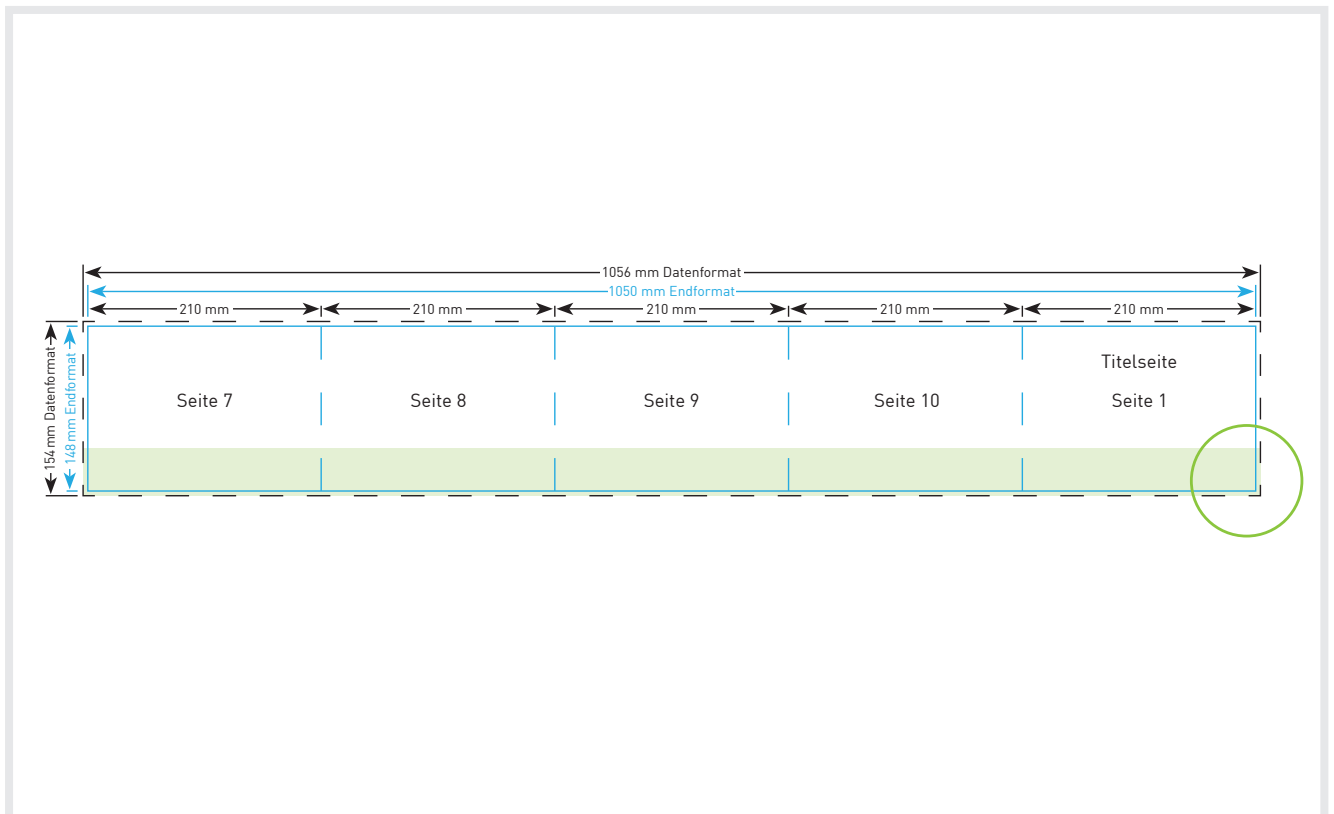 1056 mm Datenformat
1050 mm Endformat
210 mm
210 mm
210 mm
210 mm
210 mm
154 mm Datenformat
148 mm Endformat
Seite 7
Seite 8
Seite 9
Seite 10
Titelseite
Seite 1